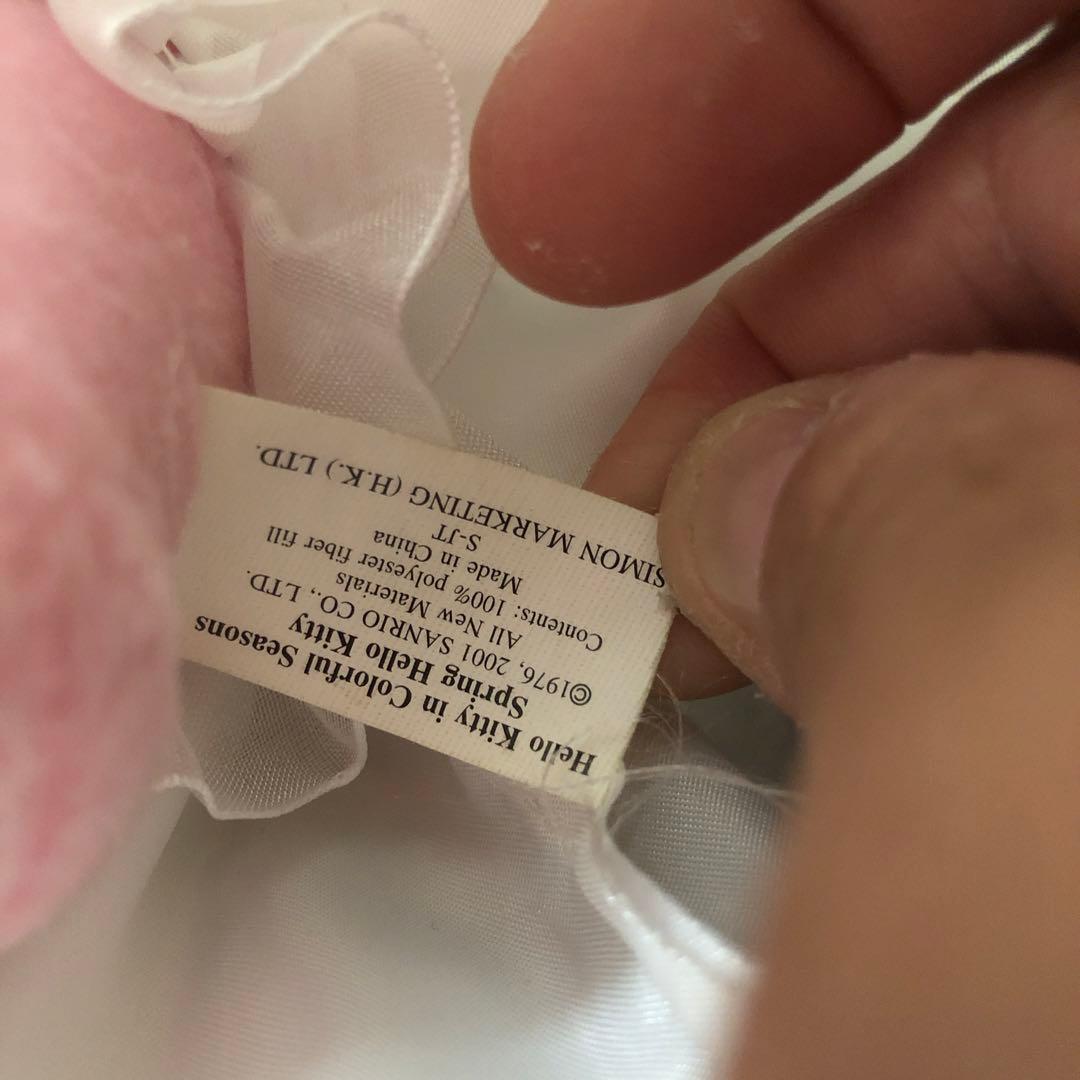 Hello Kitty in Colorful Seasons
Spring Hello Kitty
©1976, 2001 SANRIO CO., LTD.
All New Materials
Contents: 100% polyester fiber fill
Made in China
S-JT
SIMON MARKETING (H.K.) LTD.